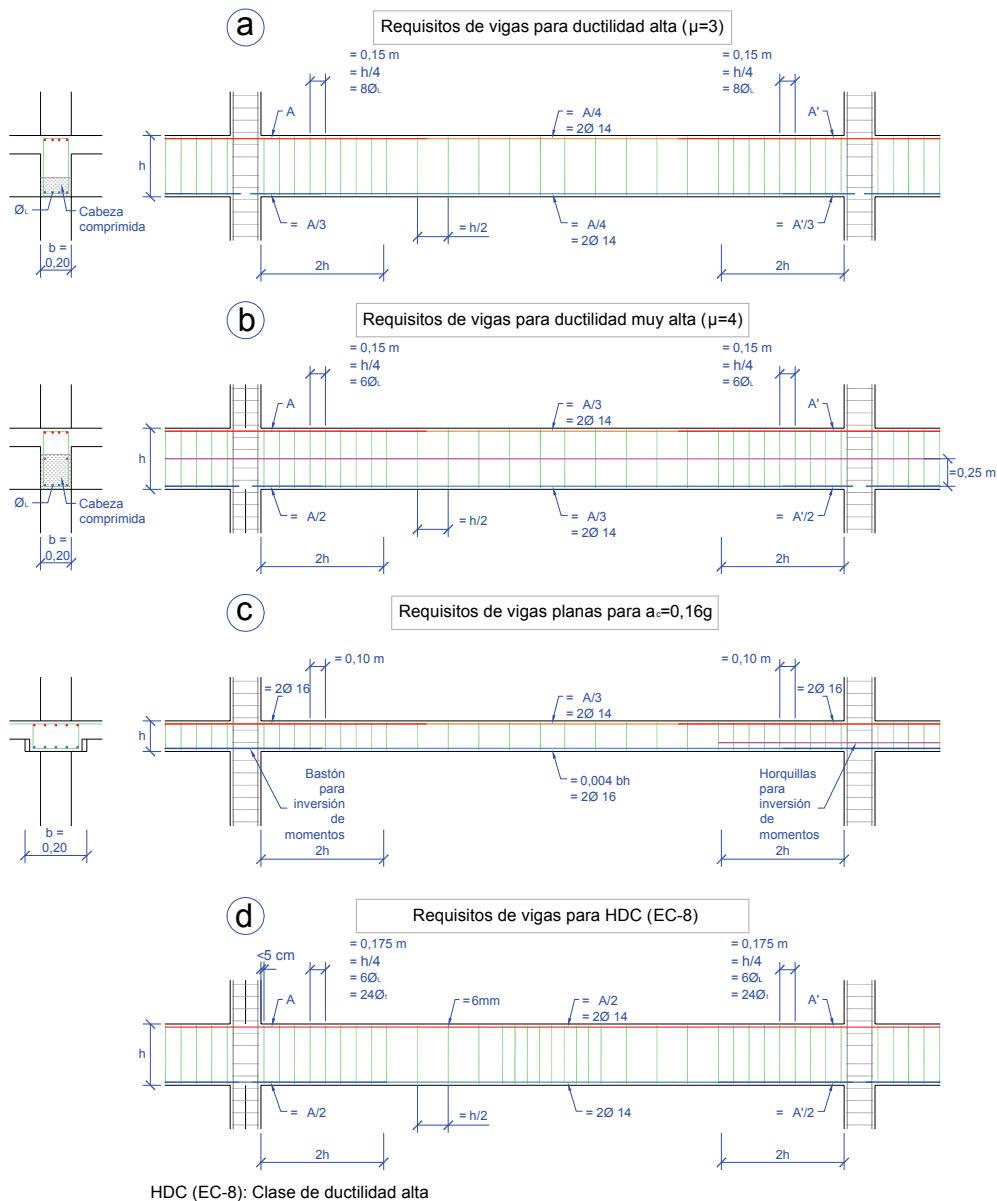 a
Requisitos de vigas para ductilidad alta (µ=3)
= 0,15 m
= h/4
= 8ØL
= 0,15 m
= h/4
= 8ØL
A
= A/4
= 2Ø 14
A'
h
ØL
Cabeza
comprimida
= A/3
= h/2
= A/4
= 2Ø 14
= A'/3
b =
0,20
2h
2h
b
Requisitos de vigas para ductilidad muy alta (µ=4)
= 0,15 m
= h/4
= 6ØL
= 0,15 m
= h/4
= 6ØL
A
= A/3
= 2Ø 14
A'
h
=0,25 m
ØL
Cabeza
comprimida
= A/2
= h/2
= A/3
= 2Ø 14
= A'/2
b =
0,20
2h
2h
c
Requisitos de vigas planas para ac=0,16g
= 0,10 m
= 0,10 m
= 2Ø 16
= A/3
= 2Ø 14
= 2Ø 16
h
Bastón
para
inversión
de
momentos
= 0,004 bh
= 2Ø 16
Horquillas
para
inversión
de
momentos
b =
0,20
2h
2h
d
Requisitos de vigas para HDC (EC-8)
<5 cm
= 0,175 m
= h/4
= 6ØL
= 24Øt
= 0,175 m
= h/4
= 6ØL
= 24Øt
A
=6mm
= A/2
= 2Ø 14
A'
h
= A/2
= h/2
= 2Ø 14
= A'/2
2h
2h
HDC (EC-8): Clase de ductilidad alta